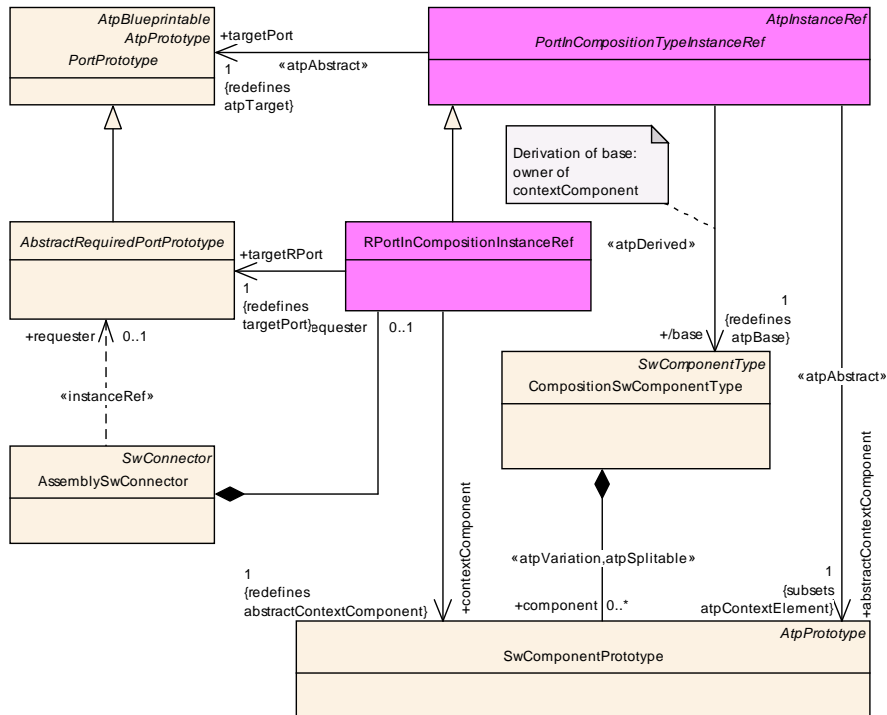 AtpBlueprintable
AtpPrototype
PortPrototype
+targetPort
«atpAbstract»
1
{redefines
atpTarget}
AtpInstanceRef
PortInCompositionTypeInstanceRef
Derivation of base:
owner of
contextComponent
AbstractRequiredPortPrototype
+targetRPort
RPortInCompositionInstanceRef
«atpDerived»
1
{redefines
targetPort}
equester
0..1
+requester
0..1
1
{redefines
atpBase}
+/base
«instanceRef»
SwComponentType
CompositionSwComponentType
«atpAbstract»
SwConnector
AssemblySwConnector
+contextComponent
+abstractContextComponent
«atpVariation,atpSplitable»
1
{redefines
abstractContextComponent}
+component
0..*
1
{subsets
atpContextElement}
AtpPrototype
SwComponentPrototype